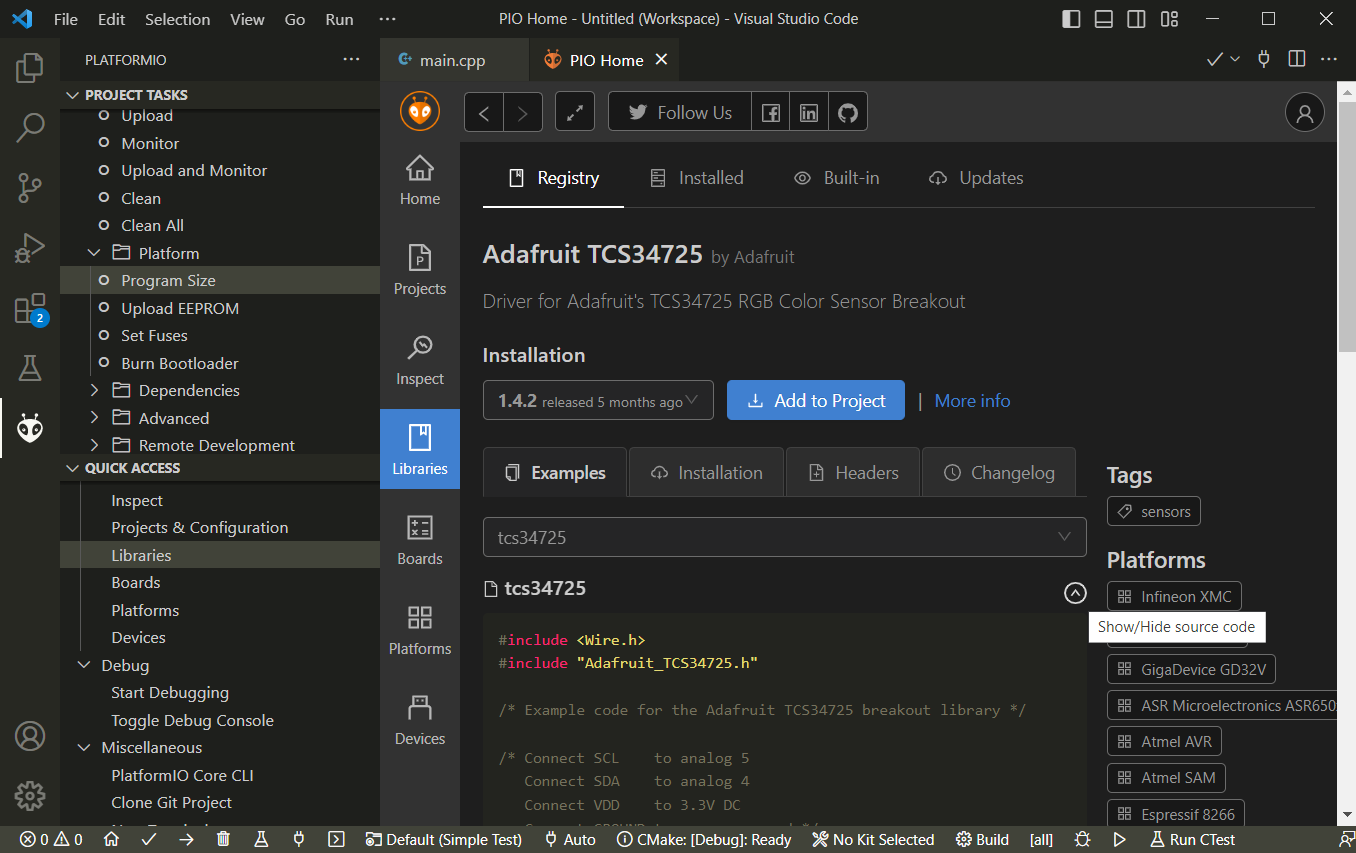 File Edit Selection View Go Run ··· PIO Home - Untitled (Workspace) - Visual Studio Code
PLATFORMIO ···
main.cpp PIO Home
PROJECT TASKS
Upload
Monitor
Upload and Monitor
Clean
Clean All
Platform
Program Size
Upload EEPROM
Set Fuses
Burn Bootloader
Dependencies
Advanced
Remote Development
QUICK ACCESS
Inspect
Projects & Configuration
Libraries
Boards
Platforms
Devices
Debug
Start Debugging
Toggle Debug Console
Miscellaneous
PlatformIO Core CLI
Clone Git Project
2
Follow Us
Home
Projects
Inspect
Libraries
Boards
Platforms
Devices
Registry Installed Built-in Updates
Adafruit TCS34725 by Adafruit
Driver for Adafruit's TCS34725 RGB Color Sensor Breakout
Installation
1.4.2 released 5 months ago Add to Project | More info
Examples Installation Headers Changelog
tcs34725
tcs34725
#include <Wire.h>
#include "Adafruit_TCS34725.h"
/* Example code for the Adafruit TCS34725 breakout library */
/* Connect SCL to analog 5
Connect SDA to analog 4
Connect VDD to 3.3V DC
Tags
sensors
Platforms
Infineon XMC
Show/Hide source code
GigaDevice GD32V
ASR Microelectronics ASR650
Atmel AVR
Atmel SAM
Espressif 8266
0 0 Default (Simple Test) Auto CMake: [Debug]: Ready No Kit Selected Build [all] Run CTest